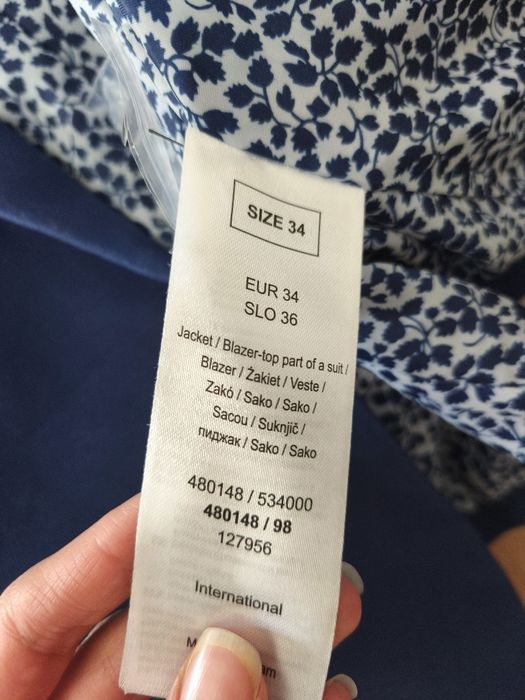 SIZE 34
EUR 34
SLO 36
Jacket / Blazer-top part of a suit /
Blazer / Żakiet / Veste /
Zakó / Sako / Sako /
Sacou / Suknjič /
пиджак / Sako / Sako
480148 / 534000
480148 / 98
127956
International